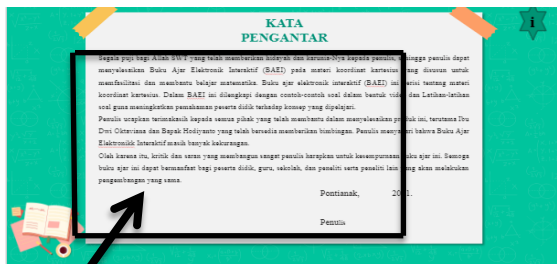 KATA
PENGANTAR
Segala puji bagi Allah SWT yang telah memberikan hidayah dan karunia-Nya kepada penulis, sehingga penulis dapat
menyelesaikan Buku Ajar Elektronik Interaktif (BAEI) pada materi koordinat kartesius yang disusun untuk
memfasilitasi dan membantu belajar matematika. Buku ajar elektronik interaktif (BAEI) ini berisi tentang materi
koordinat kartesius. Dalam BAEI ini dilengkapi dengan contoh-contoh soal dalam bentuk video dan Latihan-latihan
soal guna meningkatkan pemahaman peserta didik terhadap konsep yang dipelajari.
Penulis ucapkan terimakasih kepada semua pihak yang telah membantu dalam menyelesaikan produk ini, terutama Ibu
Dwi Oktaviana dan Bapak Hodiyanto yang telah bersedia memberikan bimbingan. Penulis menyadari bahwa Buku Ajar
Elektronikk Interaktif masih banyak kekurangan.
Oleh karena itu, kritik dan saran yang membangun sangat penulis harapkan untuk kesempurnaan buku ajar ini. Semoga
buku ajar ini dapat bermanfaat bagi peserta didik, guru, sekolah, dan peneliti serta peneliti lain yang akan melakukan
pengembangan yang sama.
Pontianak,
Penulis
i